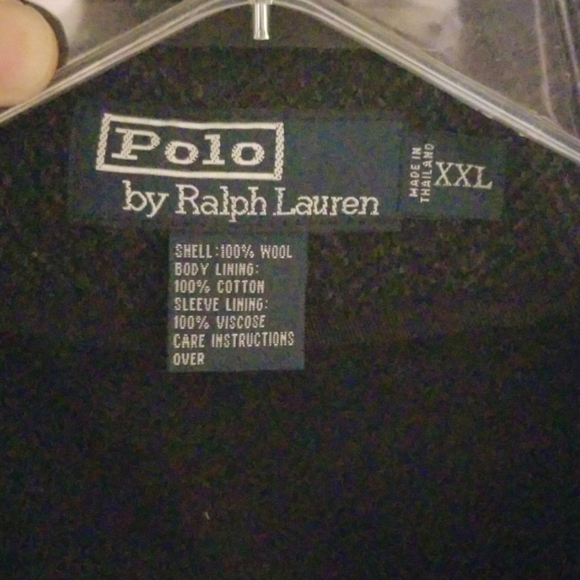 Polo
by Ralph Lauren
MADE IN
THAILAND
XXL
SHELL:100% WOOL
BODY LINING:
100% COTTON
SLEEVE LINING:
100% VISCOSE
CARE INSTRUCTIONS
OVER